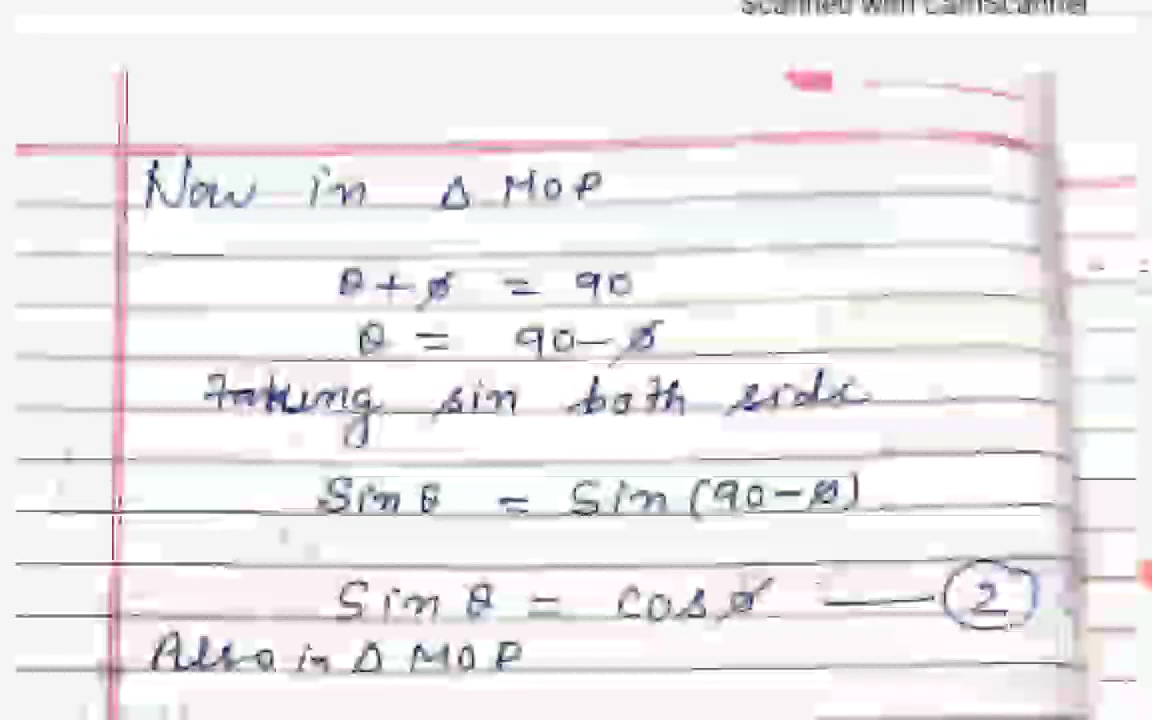 Scanned with CamScanner
Now in Δ MOP
θ + ø = 90
θ = 90 - ø
Taking sin both side
Sin θ = Sin (90 - ø)
Sin θ = cos ø — 2
Also in Δ MOP